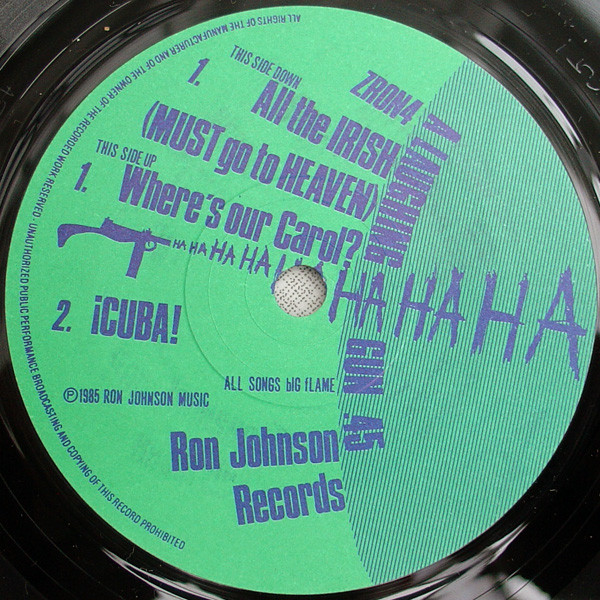 ALL RIGHTS OF THE MANUFACTURER AND OF THE OWNER OF THE RECORDED WORK RESERVED - UNAUTHORIZED PUBLIC PERFORMANCE BROADCASTING AND COPYING OF THIS RECORD PROHIBITED
ZRON4
THIS SIDE DOWN
1. All the IRISH
(MUST go to HEAVEN)
THIS SIDE UP
1. Where's our Carol?
HA HA HA HA HA HA HA HA HA
2. ¡CUBA!
A LAUGHING GUN .45
ALL SONGS bIG fLAME
Ⓟ1985 RON JOHNSON MUSIC
Ron Johnson
Records